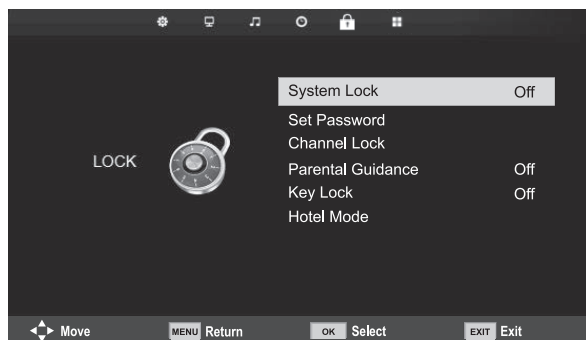 System Lock Off
Set Password
Channel Lock
LOCK
Parental Guidance Off
Key Lock Off
Hotel Mode
Move MENU Return OK Select EXIT Exit